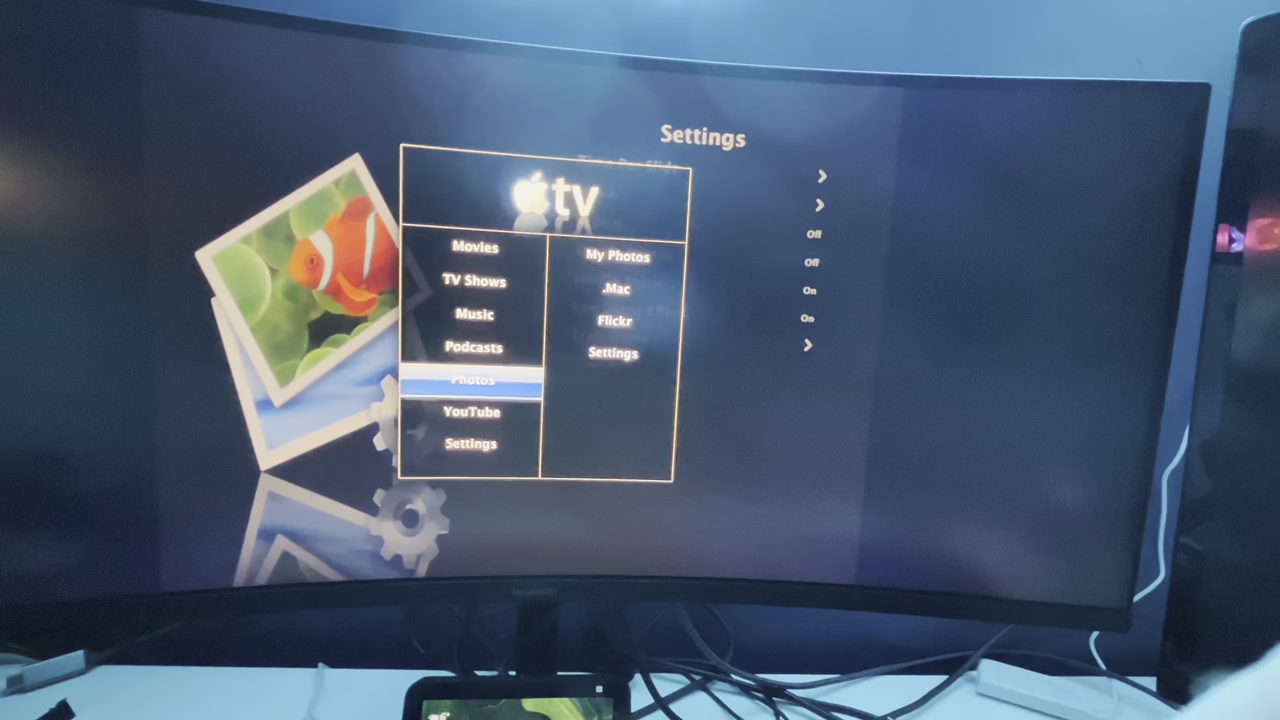 Settings
tv
Movies
TV Shows
Music
Podcasts
Photos
YouTube
Settings
My Photos
.Mac
Flickr
Settings
Off
Off
On
On